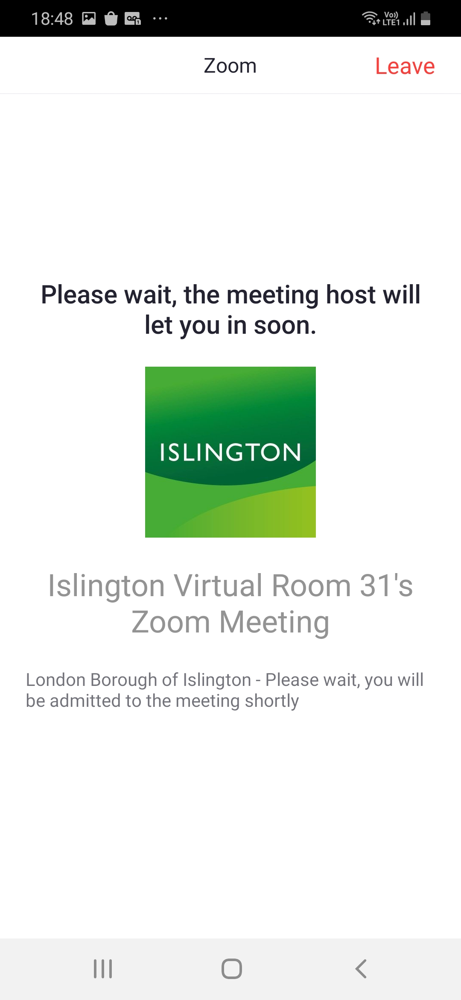 18:48
Vo))
LTE1
Zoom
Leave
Please wait, the meeting host will
let you in soon.
ISLINGTON
Islington Virtual Room 31's
Zoom Meeting
London Borough of Islington - Please wait, you will
be admitted to the meeting shortly